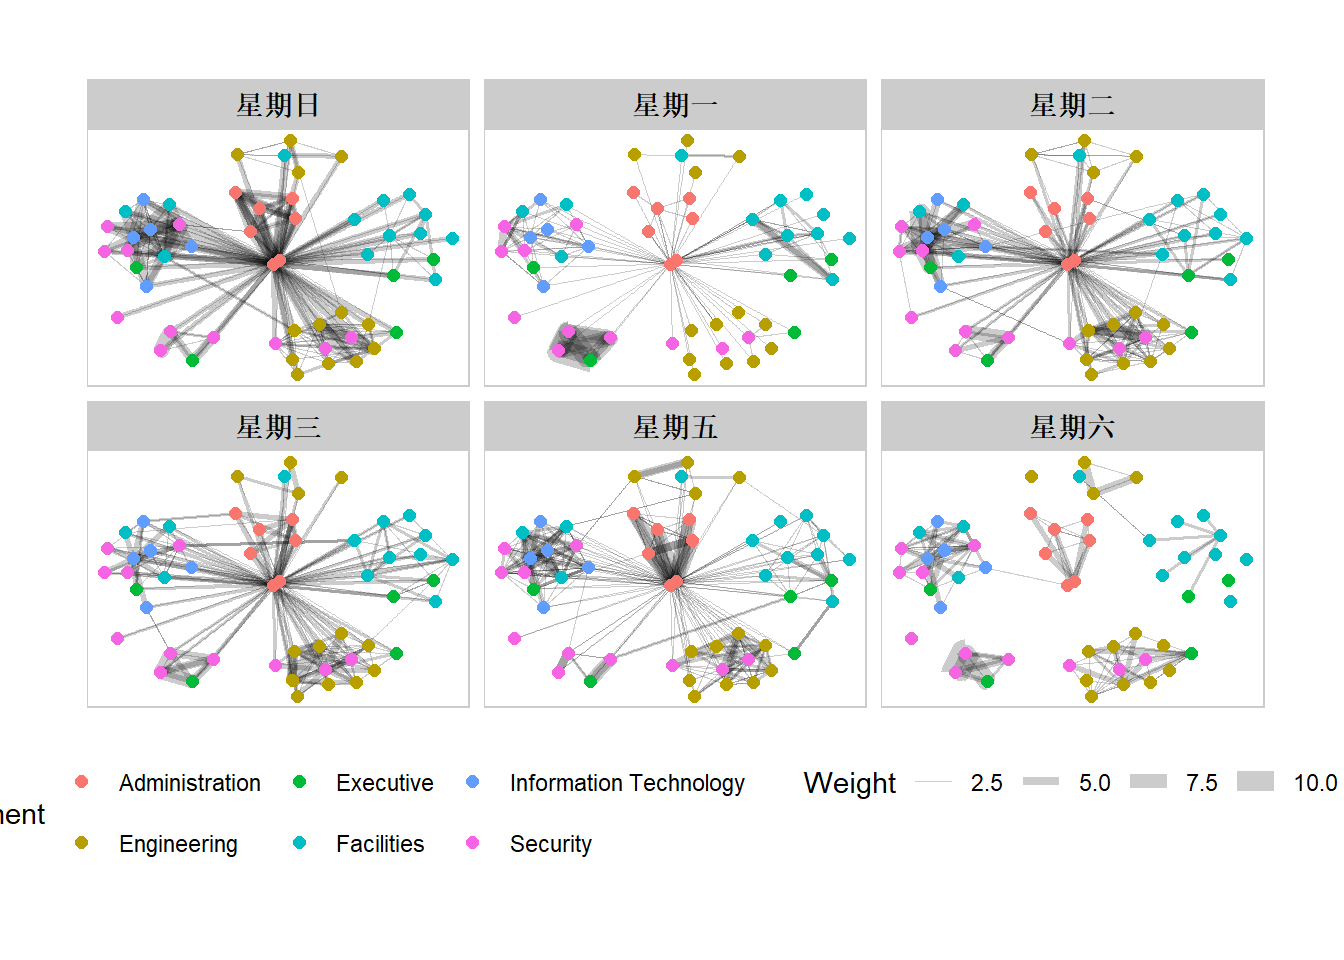 星期日
星期一
星期二
星期三
星期五
星期六
Administration Executive Information Technology Weight 2.5 5.0 7.5 10.0
Engineering Facilities Security